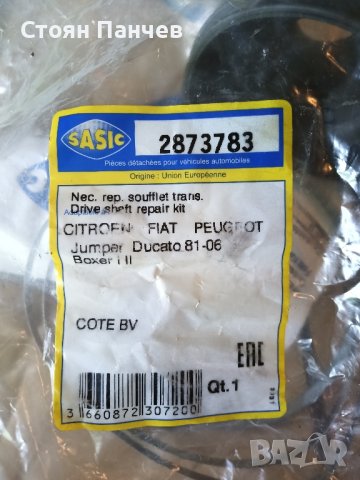 Стоян Панчев
SASIC
2873783
Pièces détachées pour véhicules automobiles
Origine : Union Européenne
Nec. rep. soufflet trans.
Drive shaft repair kit
CITROEN FIAT PEUGEOT
Jumper Ducato 81-06
Boxer I II
COTE BV
EAC
Qt. 1
3 660872 307200
BAZAR